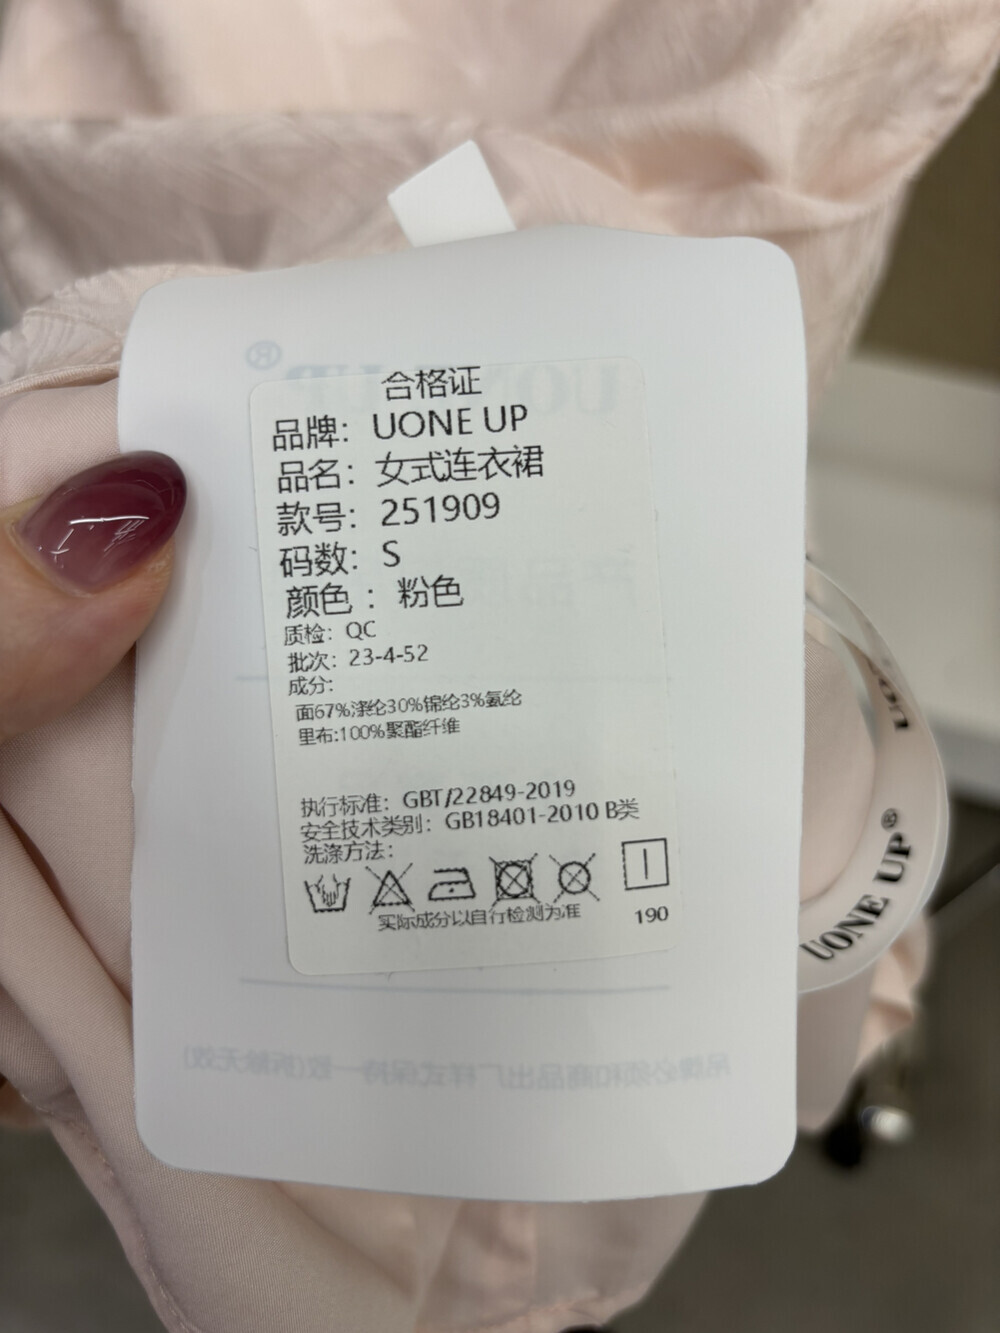 合格证
品牌：UONE UP
品名：女式连衣裙
款号：251909
码数：S
颜色：粉色
质检：QC
批次：23-4-52
成分：
面67%涤纶30%锦纶3%氨纶
里布:100%聚酯纤维
执行标准：GBT/22849-2019
安全技术类别：GB18401-2010 B类
洗涤方法：
实际成分以自行检测为准
190
UONE UP®
UO